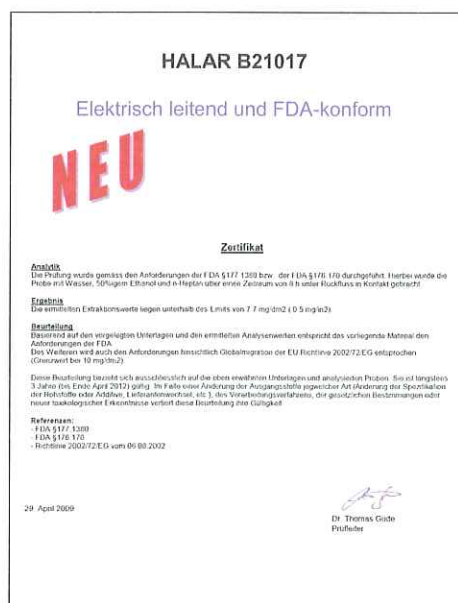 HALAR B21017
Elektrisch leitend und FDA-konform
NEU
Zertifikat
Analytik
Die Prüfung wurde gemäss den Anforderungen der FDA §177 1380 bzw. der FDA §176 170 durchgeführt. Hierbei wurde die
Probe mit Wasser, 50%igem Ethanol und n-Heptan über einen Zeitraum von 8 h unter Rückfluss in Kontakt gebracht
Ergebnis
Die ermittelten Extraktionswerte liegen unterhalb des Limits von 7.7 mg/dm2 ( 0.5 mg/in2)
Beurteilung
Basierend auf den vorgelegten Unterlagen und den ermittelten Analysenwerten entspricht das vorliegende Material den
Anforderungen der FDA
Des Weiteren wird auch den Anforderungen hinsichtlich Globalmigration der EU Richtlinie 2002/72/EG entsprochen
(Grenzwert bei 10 mg/dm2)
Diese Beurteilung bezieht sich ausschliesslich auf die oben erwähnten Unterlagen und analysierten Proben. Sie ist längstens
3 Jahre (bis Ende April 2012) gültig. Im Falle einer Änderung der Ausgangsstoffe jegweicher Art (Änderung der Spezifikation
der Rohstoffe oder Additive, Lieferantenwechsel, etc.), des Verarbeitungsverfahrens, der gesetzlichen Bestimmungen oder
neuer toxikologischer Erkenntnisse verliert diese Beurteilung ihre Gültigkeit
Referenzen:
- FDA §177.1380
- FDA §176.170
- Richtlinie 2002/72/EG vom 06.08.2002
29. April 2009
Dr. Thomas Gude
Prüfleiter